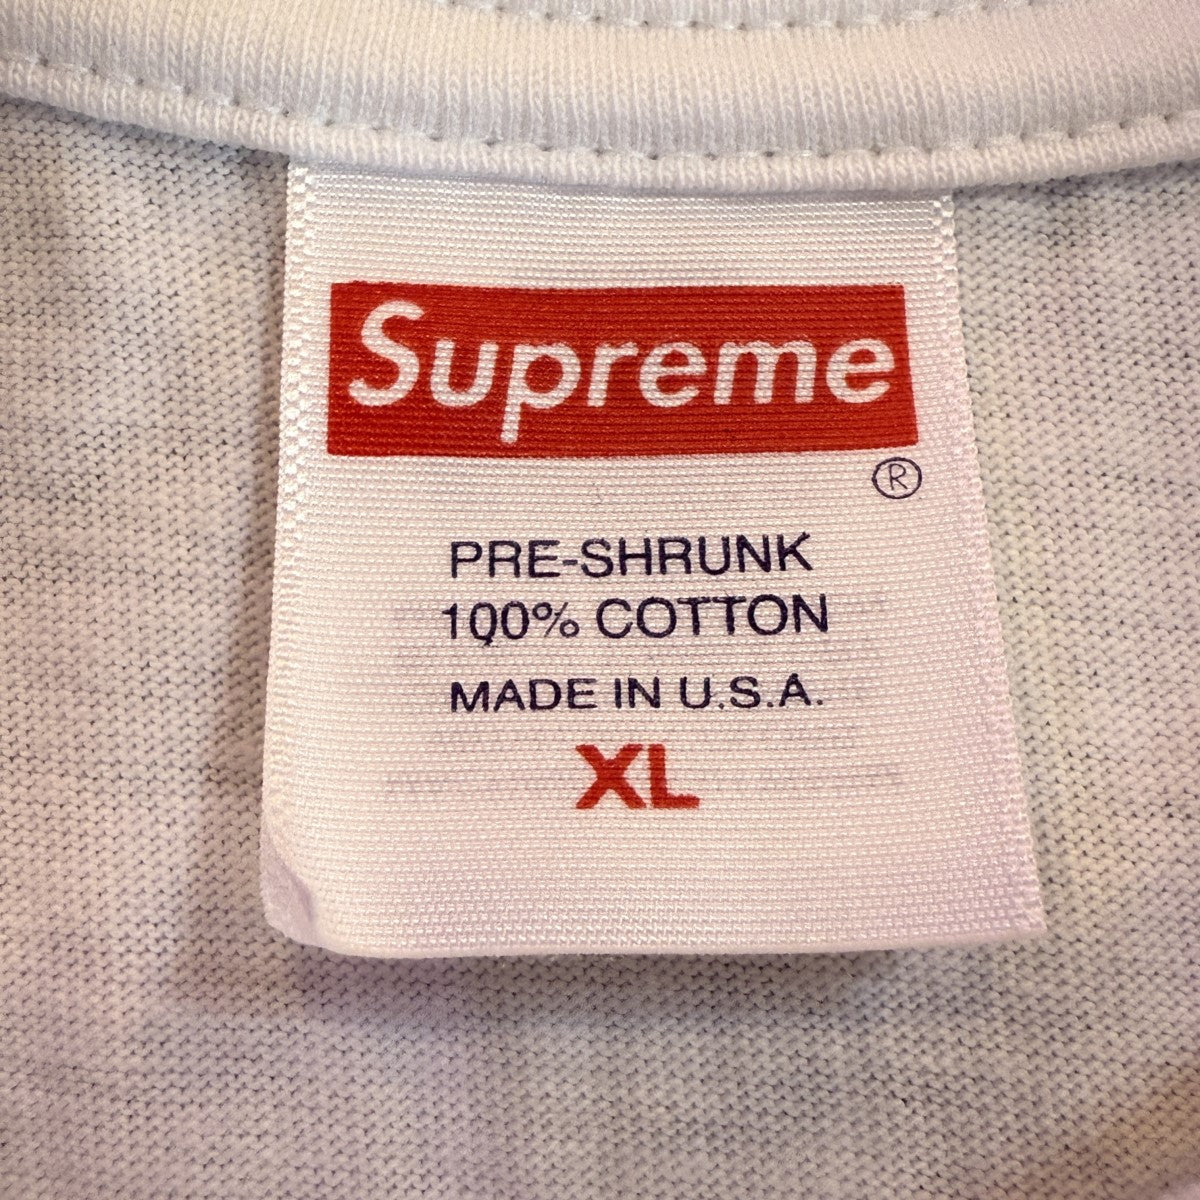 Supreme
®
PRE-SHRUNK
100% COTTON
MADE IN U.S.A.
XL